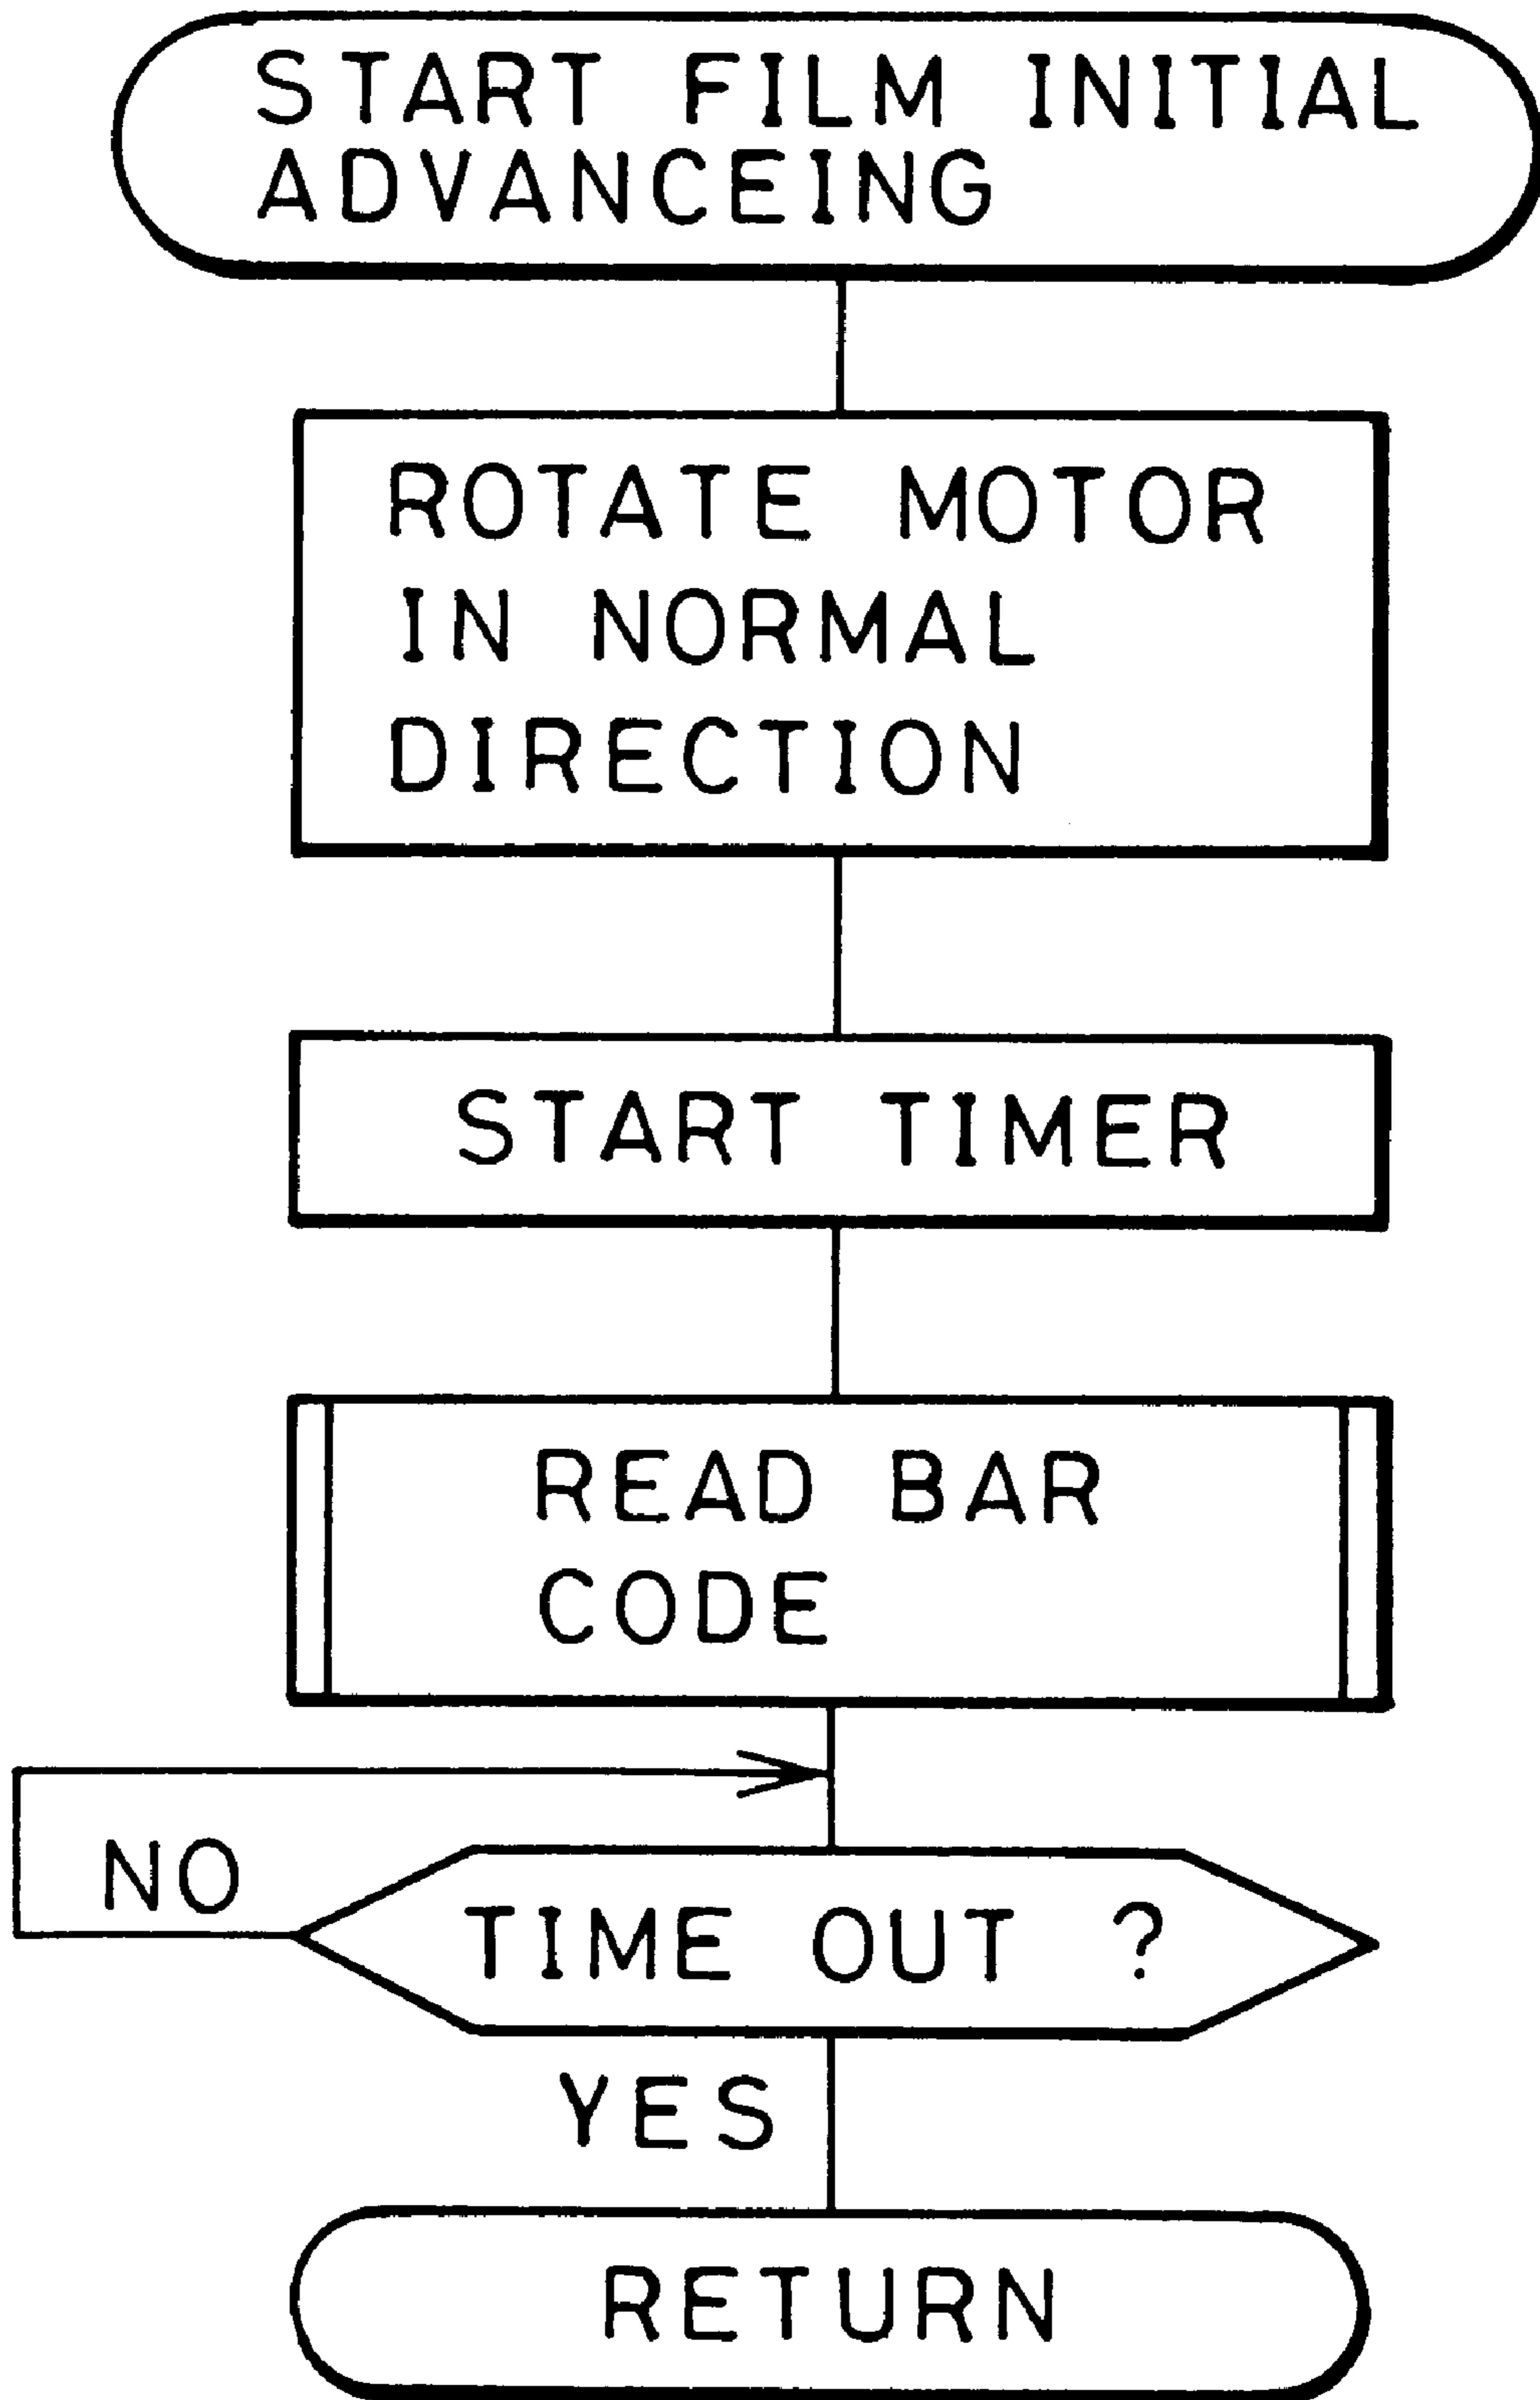 START FILM INITIAL
ADVANCEING
ROTATE MOTOR
IN NORMAL
DIRECTION
START TIMER
READ BAR
CODE
NO
TIME OUT ?
YES
RETURN